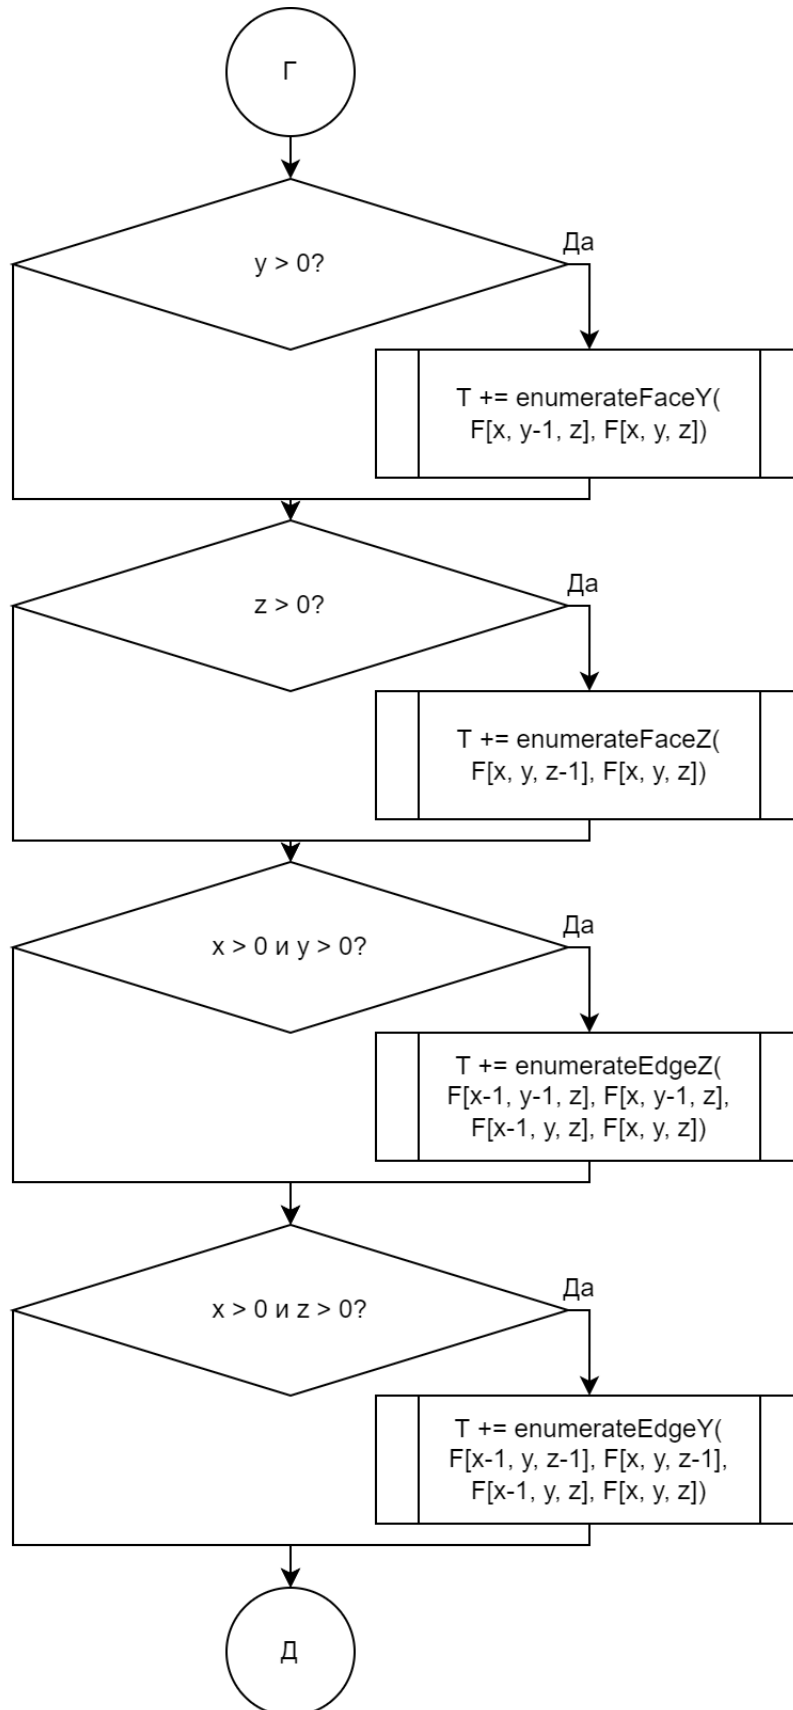 Г
y > 0?
Да
T += enumerateFaceY(
F[x, y-1, z], F[x, y, z])
z > 0?
Да
T += enumerateFaceZ(
F[x, y, z-1], F[x, y, z])
x > 0 и y > 0?
Да
T += enumerateEdgeZ(
F[x-1, y-1, z], F[x, y-1, z],
F[x-1, y, z], F[x, y, z])
x > 0 и z > 0?
Да
T += enumerateEdgeY(
F[x-1, y, z-1], F[x, y, z-1],
F[x-1, y, z], F[x, y, z])
Д